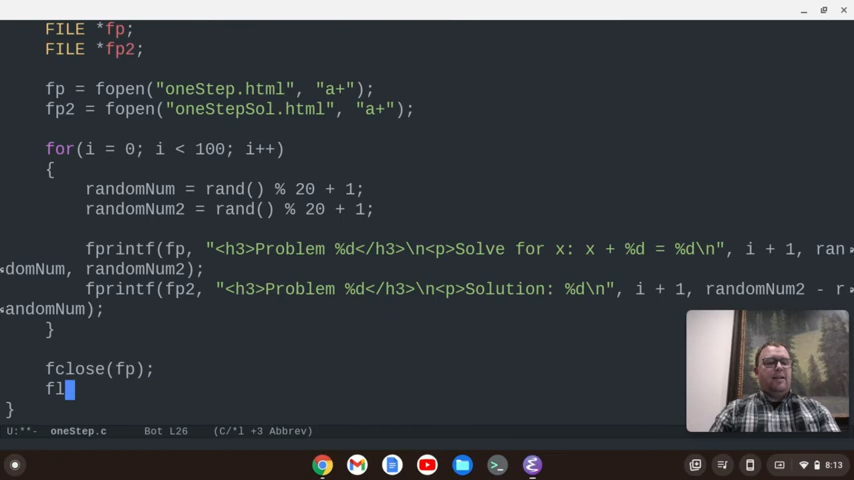 FILE *fp;
FILE *fp2;
fp = fopen("oneStep.html", "a+");
fp2 = fopen("oneStepSol.html", "a+");
for(i = 0; i < 100; i++)
{
randomNum = rand() % 20 + 1;
randomNum2 = rand() % 20 + 1;
fprintf(fp, "<h3>Problem %d</h3>\n<p>Solve for x: x + %d = %d\n", i + 1, ran
domNum, randomNum2);
fprintf(fp2, "<h3>Problem %d</h3>\n<p>Solution: %d\n", i + 1, randomNum2 - r
andomNum);
}
fclose(fp);
fl
}
U:**- oneStep.c Bot L26 (C/*l +3 Abbrev)
8:13